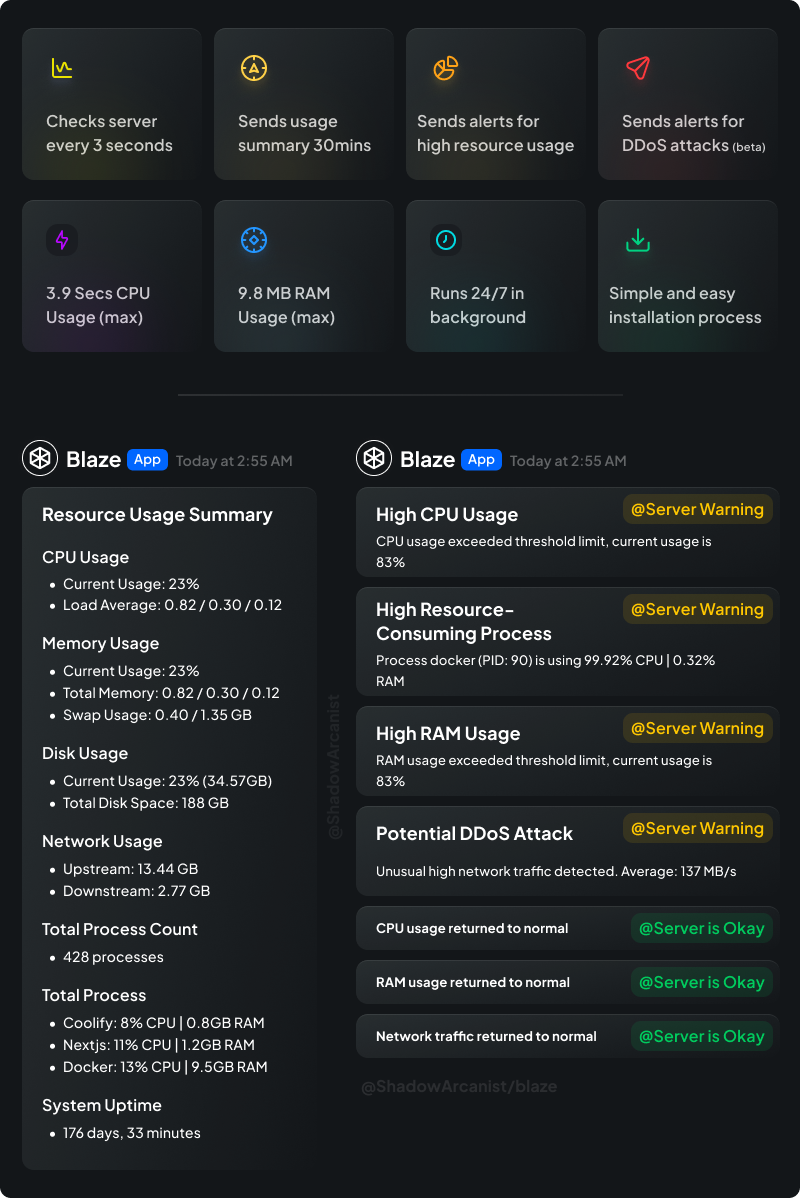 Checks server
every 3 seconds
Sends usage
summary 30mins
Sends alerts for
high resource usage
Sends alerts for
DDoS attacks (beta)
3.9 Secs CPU
Usage (max)
9.8 MB RAM
Usage (max)
Runs 24/7 in
background
Simple and easy
installation process
Blaze App Today at 2:55 AM
Resource Usage Summary
CPU Usage
• Current Usage: 23%
• Load Average: 0.82 / 0.30 / 0.12
Memory Usage
• Current Usage: 23%
• Total Memory: 0.82 / 0.30 / 0.12
• Swap Usage: 0.40 / 1.35 GB
Disk Usage
• Current Usage: 23% (34.57GB)
• Total Disk Space: 188 GB
Network Usage
• Upstream: 13.44 GB
• Downstream: 2.77 GB
Total Process Count
• 428 processes
Total Process
• Coolify: 8% CPU | 0.8GB RAM
• Nextjs: 11% CPU | 1.2GB RAM
• Docker: 13% CPU | 9.5GB RAM
System Uptime
• 176 days, 33 minutes
@ShadowArcanist
Blaze App Today at 2:55 AM
High CPU Usage @Server Warning
CPU usage exceeded threshold limit, current usage is
83%
High Resource- @Server Warning
Consuming Process
Process docker (PID: 90) is using 99.92% CPU | 0.32%
RAM
High RAM Usage @Server Warning
RAM usage exceeded threshold limit, current usage is
83%
Potential DDoS Attack @Server Warning
Unusual high network traffic detected. Average: 137 MB/s
CPU usage returned to normal @Server is Okay
RAM usage returned to normal @Server is Okay
Network traffic returned to normal @Server is Okay
@ShadowArcanist/blaze